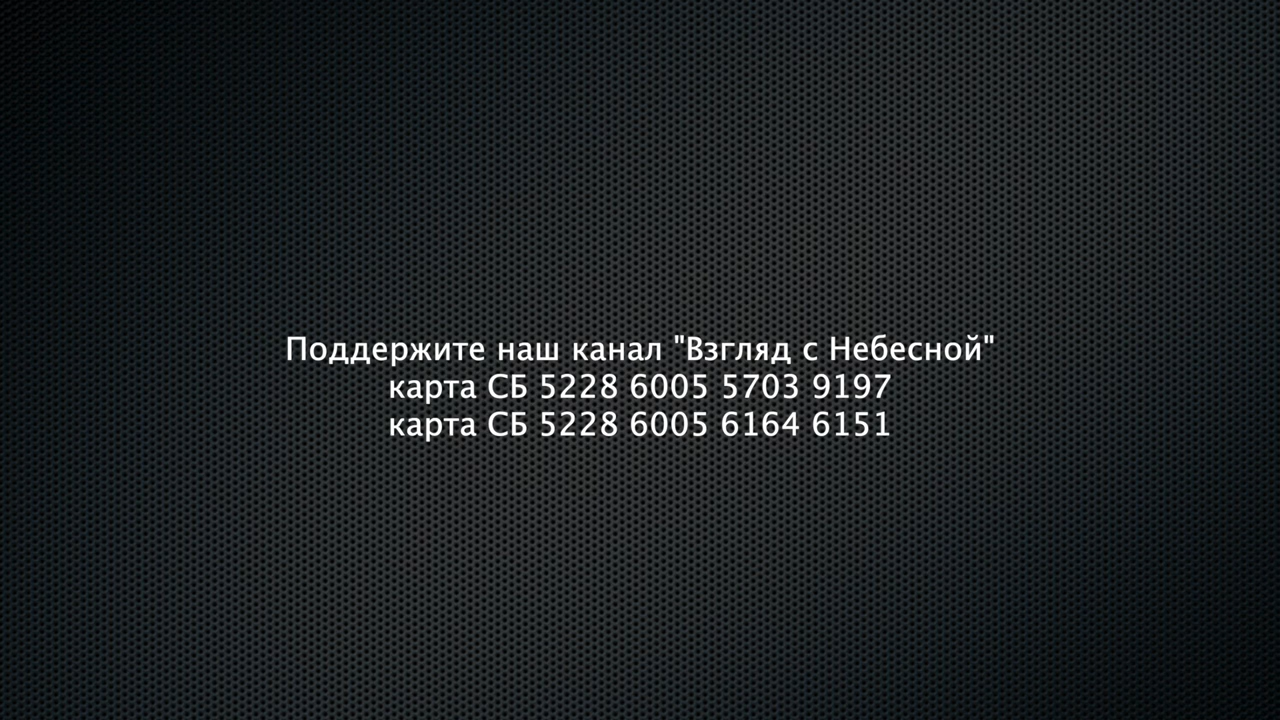 Поддержите наш канал "Взгляд с Небесной"
карта СБ 5228 6005 5703 9197
карта СБ 5228 6005 6164 6151